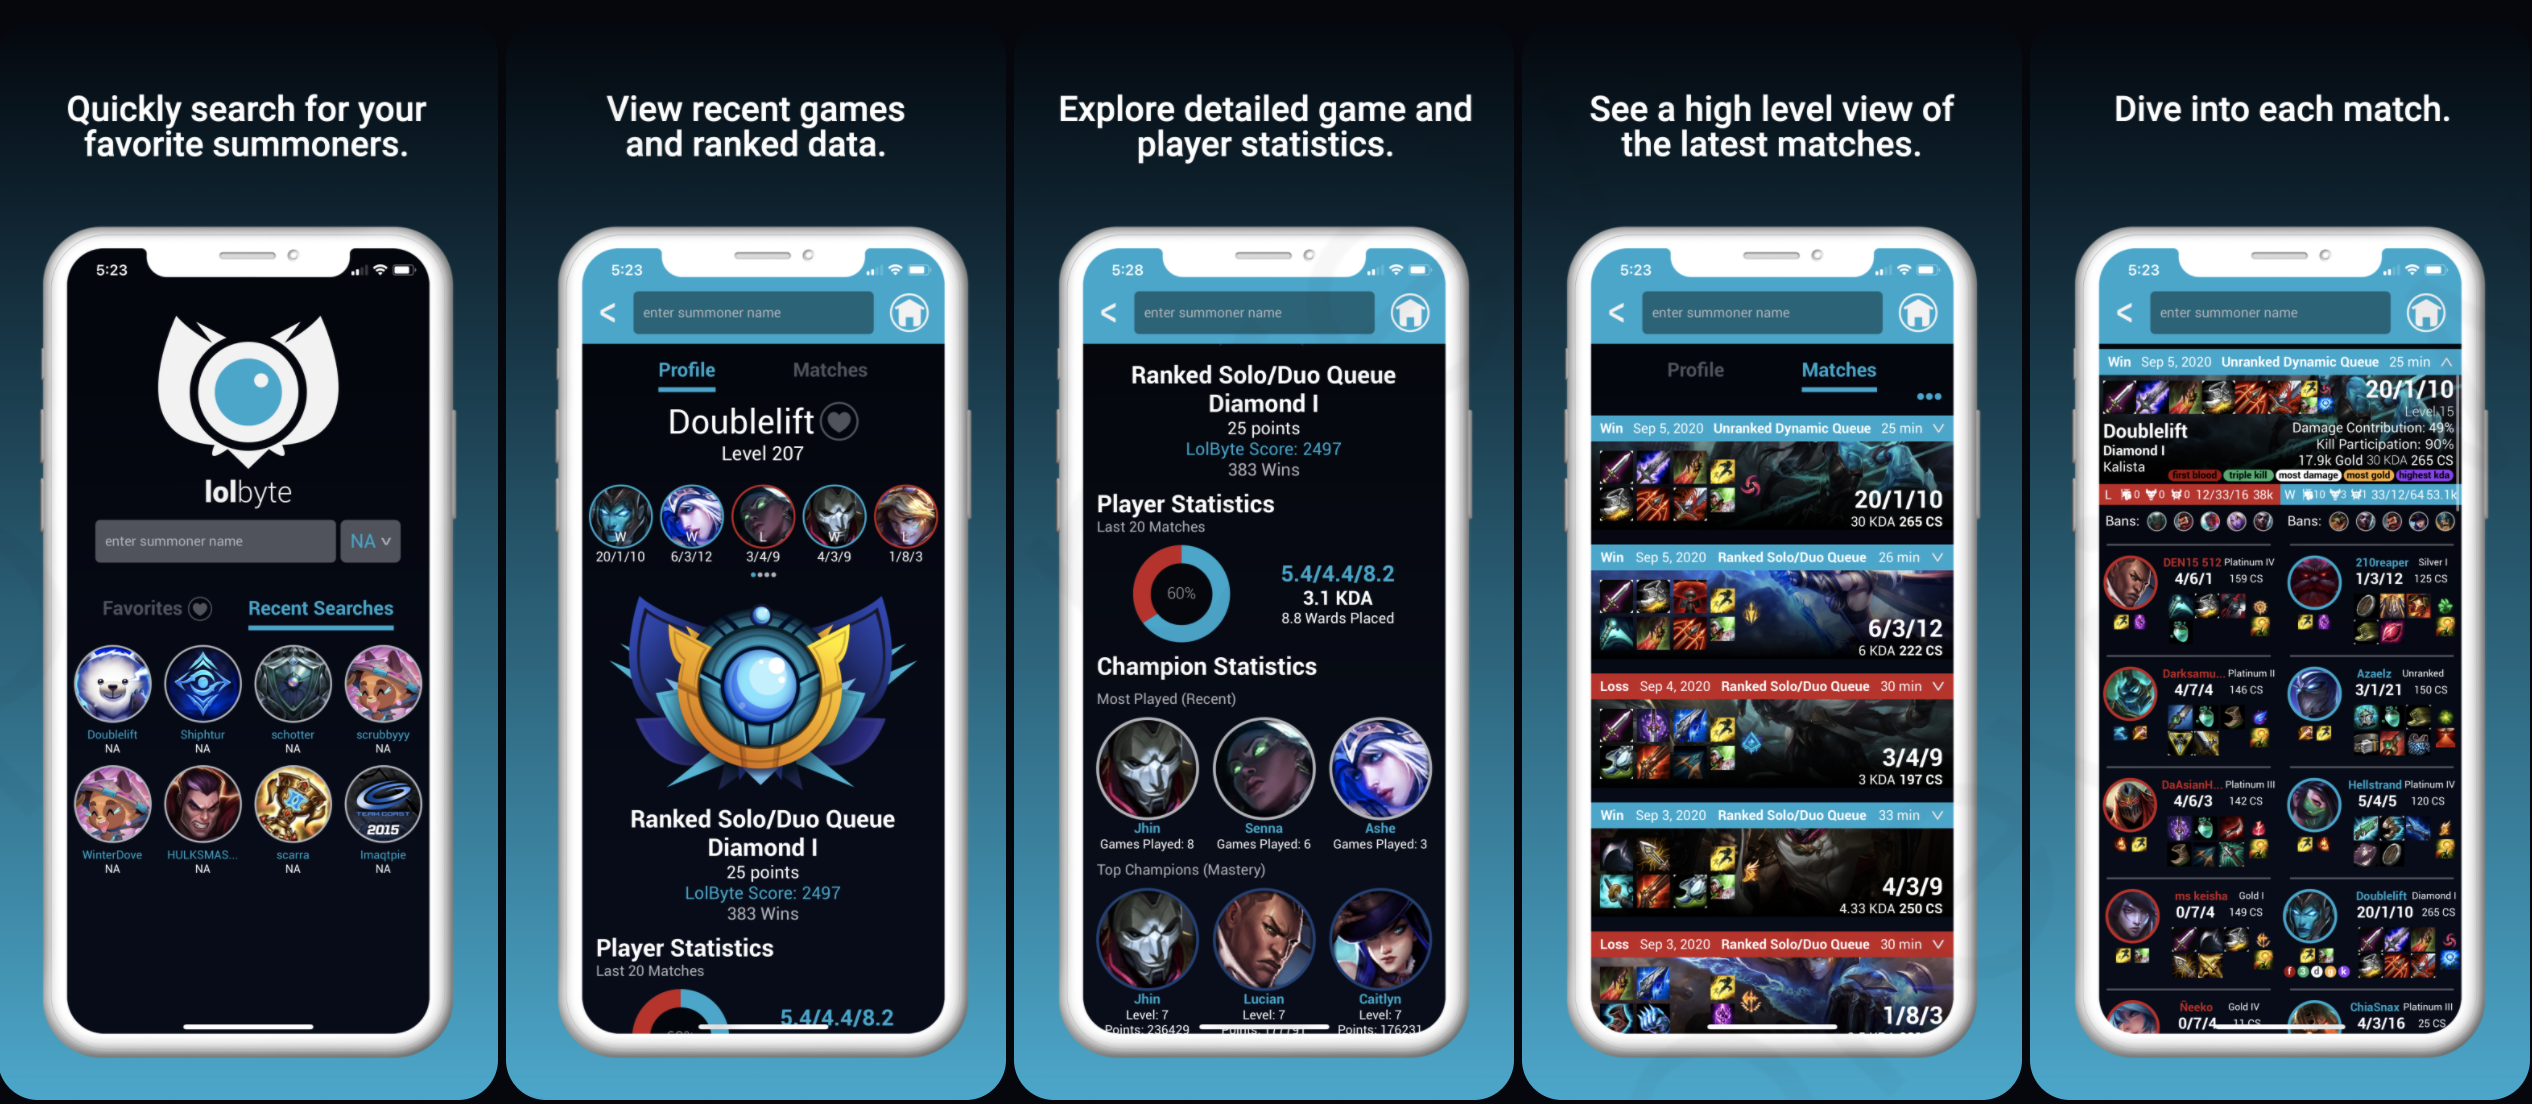 Quickly search for your
favorite summoners.
5:23
lolbyte
enter summoner name
NA
Favorites
Recent Searches
Doublelift
NA
Shiphtur
NA
schotter
NA
scrubbyyy
NA
TEAM COAST
2015
WinterDove
NA
HULKSMAS...
NA
scarra
NA
Imaqtpie
NA
View recent games
and ranked data.
5:23
<
enter summoner name
Profile
Matches
Doublelift
Level 207
W
W
L
W
L
20/1/10
6/3/12
3/4/9
4/3/9
1/8/3
Ranked Solo/Duo Queue
Diamond I
25 points
LolByte Score: 2497
383 Wins
Player Statistics
Last 20 Matches
5.4/4.4/8.2
Explore detailed game and
player statistics.
5:28
<
enter summoner name
Ranked Solo/Duo Queue
Diamond I
25 points
LolByte Score: 2497
383 Wins
Player Statistics
Last 20 Matches
60%
5.4/4.4/8.2
3.1 KDA
8.8 Wards Placed
Champion Statistics
Most Played (Recent)
Jhin
Games Played: 8
Senna
Games Played: 6
Ashe
Games Played: 3
Top Champions (Mastery)
Jhin
Level: 7
Points: 236429
Lucian
Level: 7
Caitlyn
Level: 7
Points: 176231
See a high level view of
the latest matches.
5:23
<
enter summoner name
Profile
Matches
Win Sep 5, 2020 Unranked Dynamic Queue 25 min
20/1/10
30 KDA 265 CS
Win Sep 5, 2020 Ranked Solo/Duo Queue 26 min
6/3/12
6 KDA 222 CS
Loss Sep 4, 2020 Ranked Solo/Duo Queue 30 min
3/4/9
3 KDA 197 CS
Win Sep 3, 2020 Ranked Solo/Duo Queue 33 min
4/3/9
4.33 KDA 250 CS
Loss Sep 3, 2020 Ranked Solo/Duo Queue 30 min
1/8/3
Dive into each match.
5:23
<
enter summoner name
Win Sep 5, 2020 Unranked Dynamic Queue 25 min
20/1/10
Level 15
Doublelift
Diamond I
Kalista
Damage Contribution: 49%
Kill Participation: 90%
17.9k Gold 30 KDA 265 CS
first blood triple kill most damage most gold highest kda
L 0 0 0 12/33/16 38k
W 10 3 1 33/12/64 53.1k
Bans:
Bans:
DEN15 512 Platinum IV
4/6/1 159 CS
210reaper Silver I
1/3/12 125 CS
Darksamu... Platinum II
4/7/4 146 CS
Azaelz Unranked
3/1/21 150 CS
DaAsianH... Platinum III
4/6/3 142 CS
Hellstrand Platinum IV
5/4/5 120 CS
ms keisha Gold I
0/7/4 149 CS
Doublelift Diamond I
20/1/10 265 CS
f 3 d g k
Ñeeko Gold IV
0/7/4 11 CS
ChiaSnax Platinum III
4/3/16 25 CS